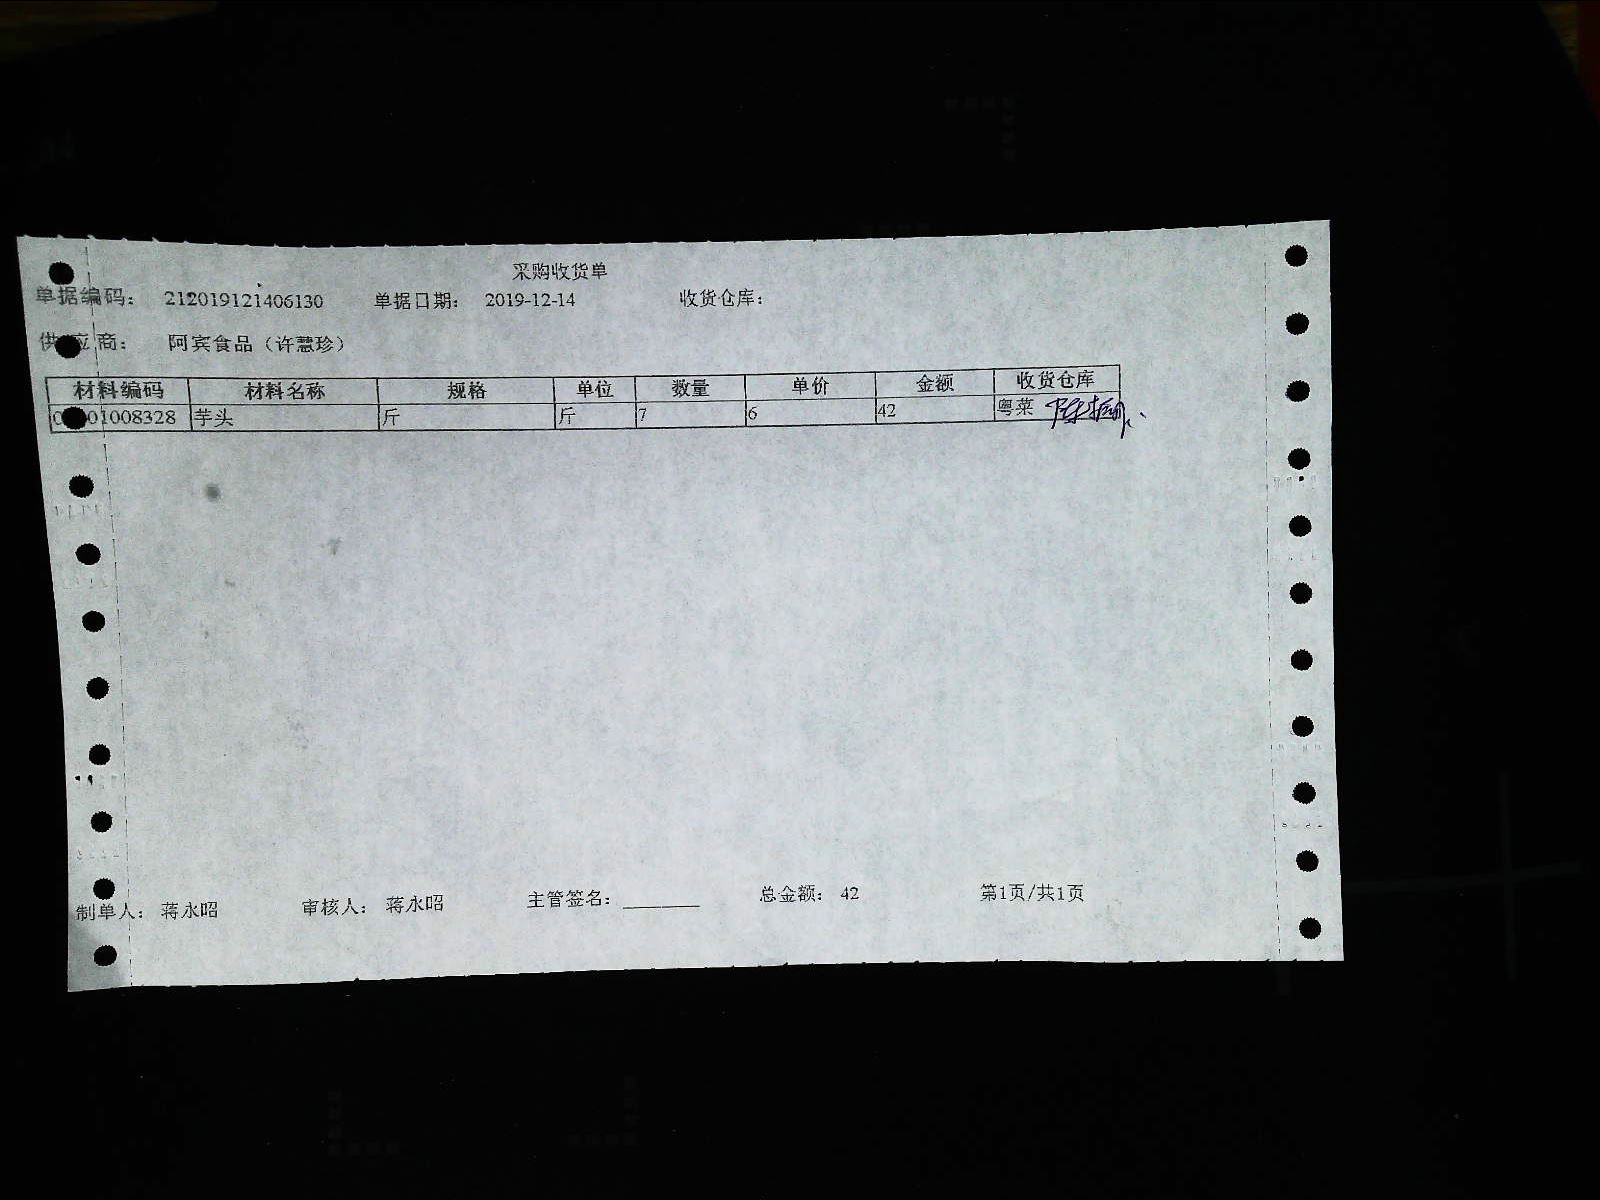 采购收货单
单据编码: 212019121406130 单据日期: 2019-12-14 收货仓库:
供应商: 阿宾食品（许慧珍）
材料编码 材料名称 规格 单位 数量 单价 金额 收货仓库
01008328 芋头 斤 斤 7 6 42 粤菜
制单人: 蒋永昭 审核人: 蒋永昭 主管签名: ________ 总金额: 42 第1页/共1页